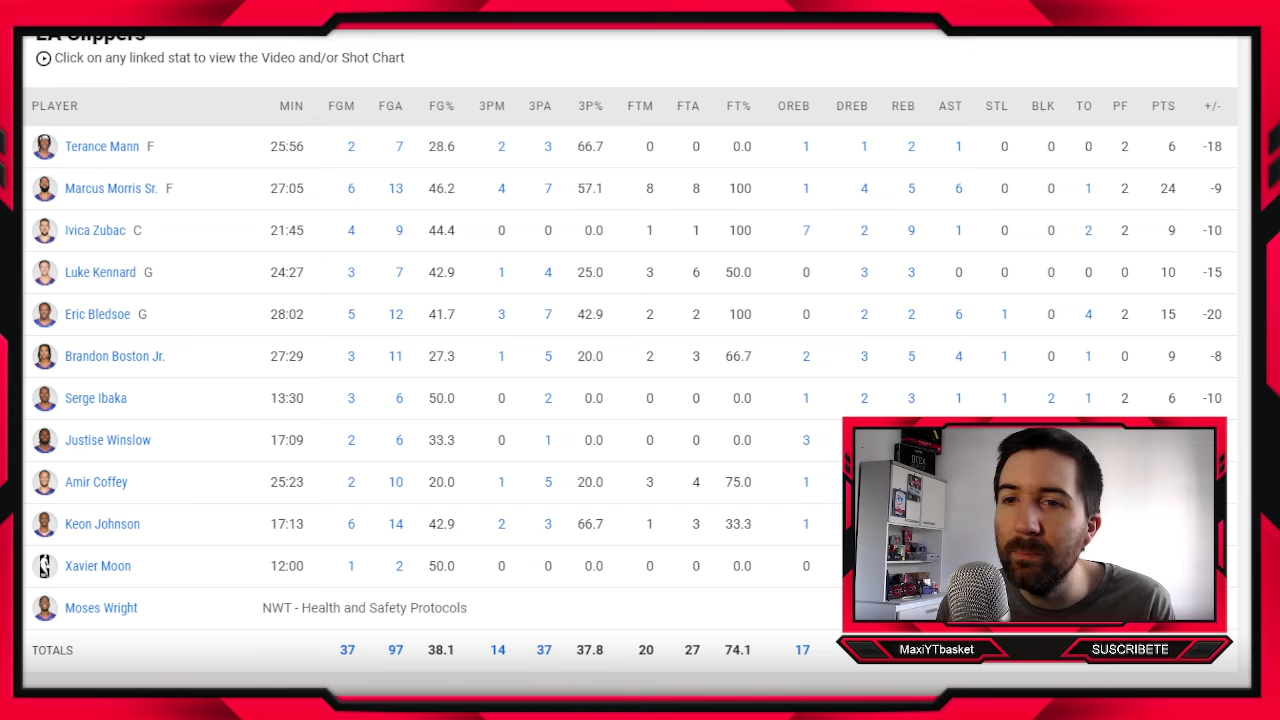 LA Clippers
Click on any linked stat to view the Video and/or Shot Chart
PLAYER MIN FGM FGA FG% 3PM 3PA 3P% FTM FTA FT% OREB DREB REB AST STL BLK TO PF PTS +/-
Terance Mann F 25:56 2 7 28.6 2 3 66.7 0 0 0.0 1 1 2 1 0 0 0 2 6 -18
Marcus Morris Sr. F 27:05 6 13 46.2 4 7 57.1 8 8 100 1 4 5 6 0 0 1 2 24 -9
Ivica Zubac C 21:45 4 9 44.4 0 0 0.0 1 1 100 7 2 9 1 0 0 2 2 9 -10
Luke Kennard G 24:27 3 7 42.9 1 4 25.0 3 6 50.0 0 3 3 0 0 0 0 0 10 -15
Eric Bledsoe G 28:02 5 12 41.7 3 7 42.9 2 2 100 0 2 2 6 1 0 4 2 15 -20
Brandon Boston Jr. 27:29 3 11 27.3 1 5 20.0 2 3 66.7 2 3 5 4 1 0 1 0 9 -8
Serge Ibaka 13:30 3 6 50.0 0 2 0.0 0 0 0.0 1 2 3 1 1 2 1 2 6 -10
Justise Winslow 17:09 2 6 33.3 0 1 0.0 0 0 0.0 3
Amir Coffey 25:23 2 10 20.0 1 5 20.0 3 4 75.0 1
Keon Johnson 17:13 6 14 42.9 2 3 66.7 1 3 33.3 1
Xavier Moon 12:00 1 2 50.0 0 0 0.0 0 0 0.0 0
Moses Wright NWT - Health and Safety Protocols
TOTALS 37 97 38.1 14 37 37.8 20 27 74.1 17
MaxiYTbasket SUSCRIBETE